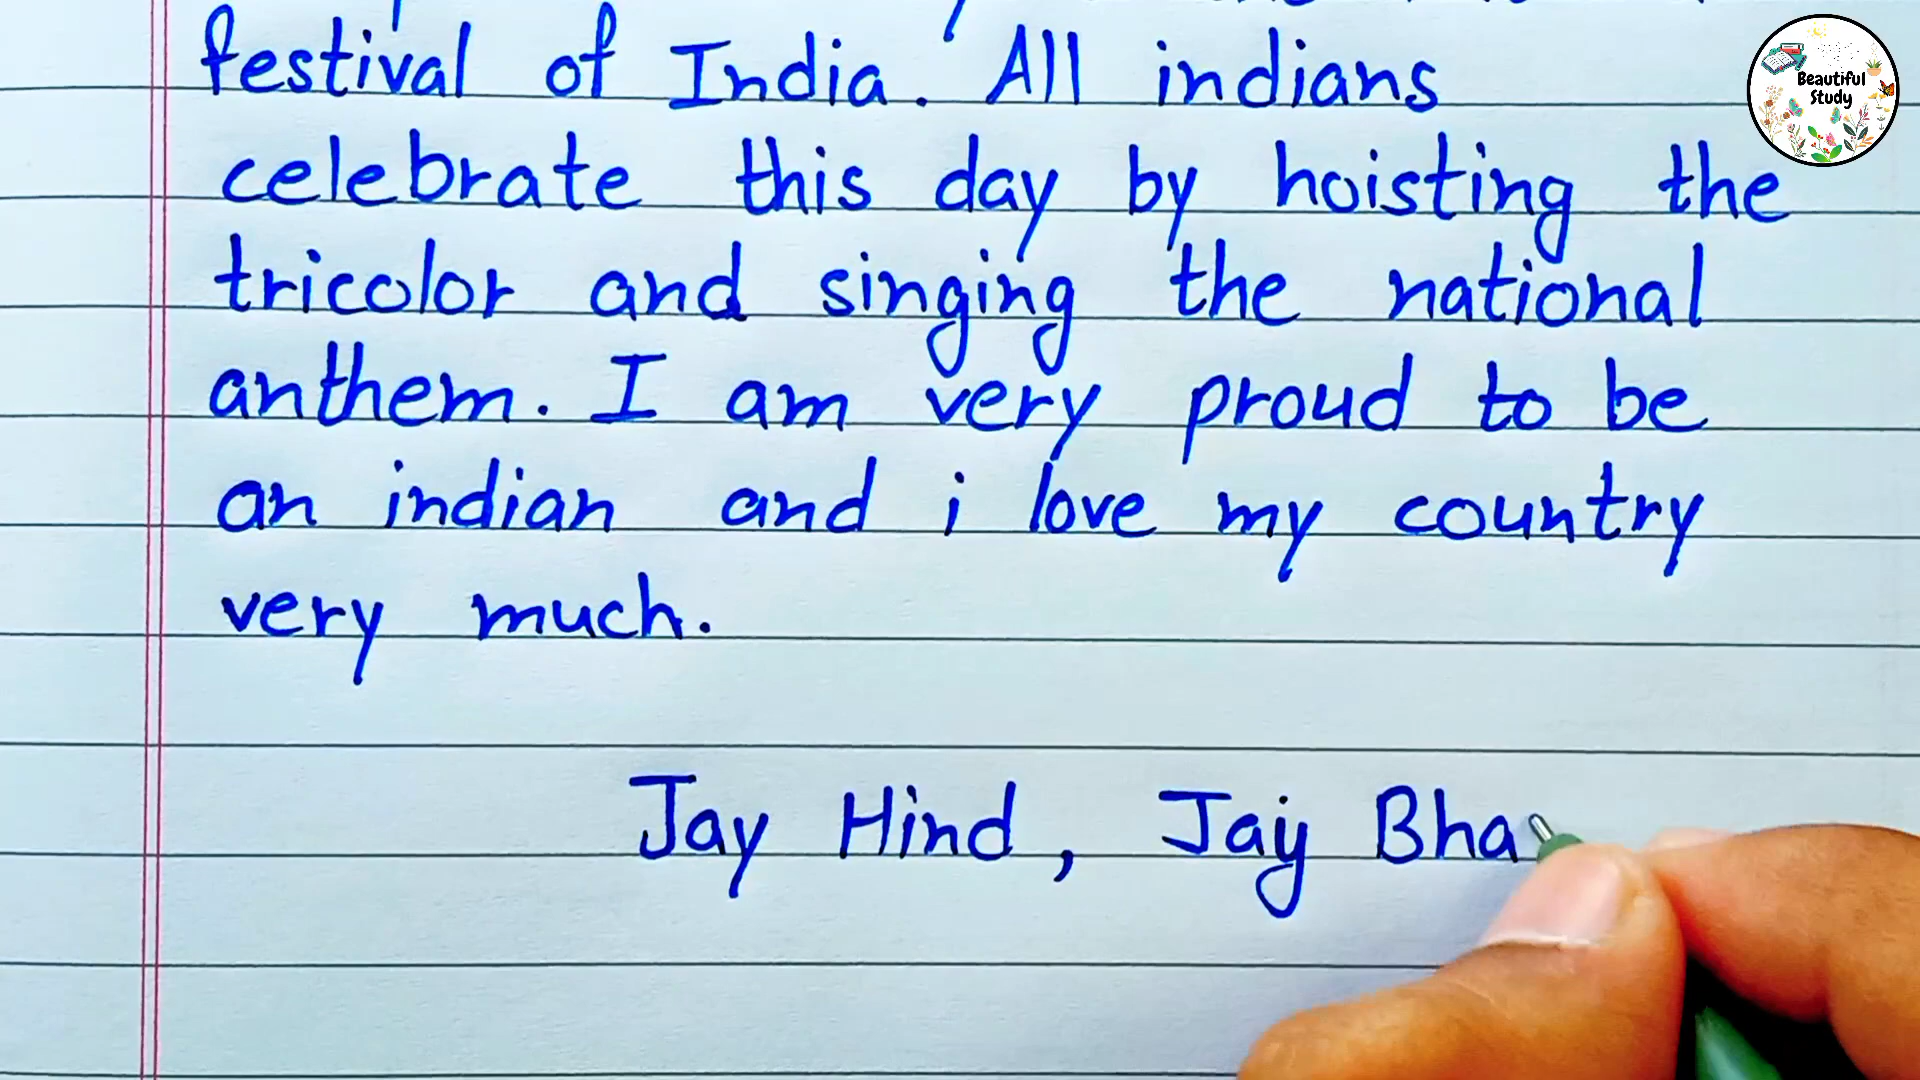 festival of India. All indians
celebrate this day by hoisting the
tricolor and singing the national
anthem. I am very proud to be
an indian and i love my country
very much.
Jay Hind, Jay Bha
Beautiful
Study